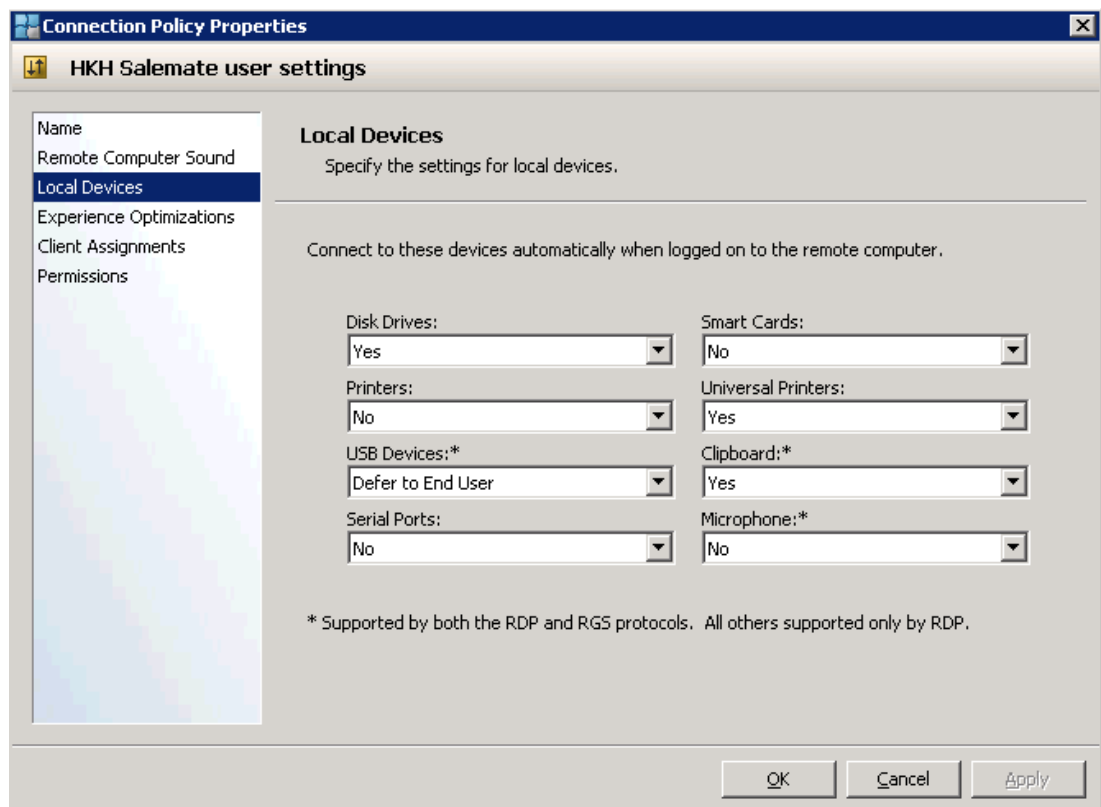 Connection Policy Properties
HKH Salemate user settings
Name
Remote Computer Sound
Local Devices
Experience Optimizations
Client Assignments
Permissions
Local Devices
Specify the settings for local devices.
Connect to these devices automatically when logged on to the remote computer.
Disk Drives:
Yes
Smart Cards:
No
Printers:
No
Universal Printers:
Yes
USB Devices:*
Defer to End User
Clipboard:*
Yes
Serial Ports:
No
Microphone:*
No
* Supported by both the RDP and RGS protocols. All others supported only by RDP.
OK
Cancel
Apply